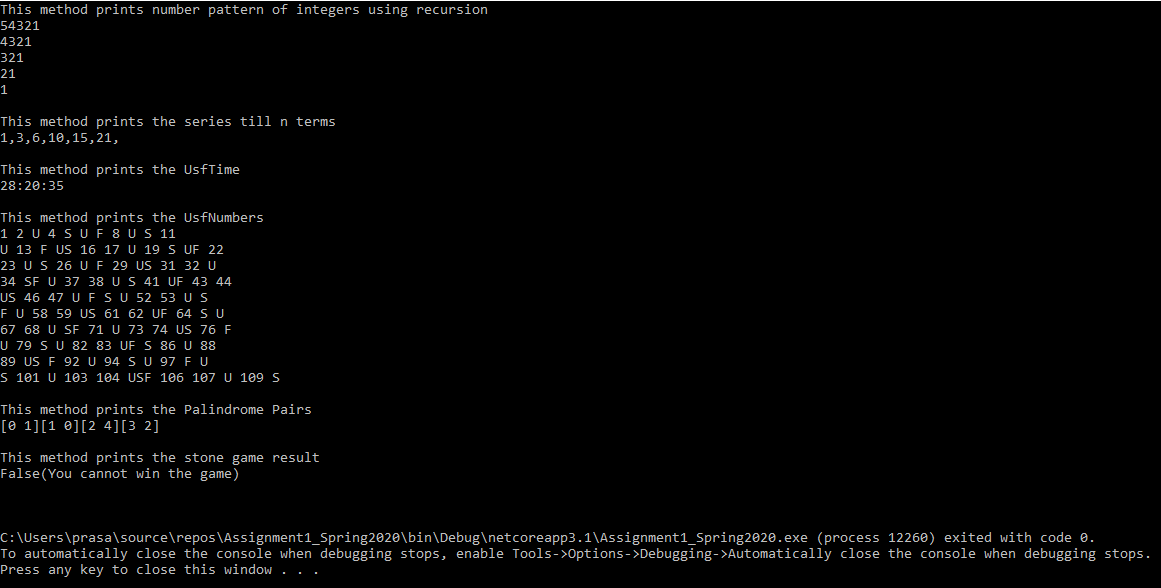 This method prints number pattern of integers using recursion
54321
4321
321
21
1
This method prints the series till n terms
1,3,6,10,15,21,
This method prints the UsfTime
28:20:35
This method prints the UsfNumbers
1 2 U 4 S U F 8 U S 11
U 13 F US 16 17 U 19 S UF 22
23 U S 26 U F 29 US 31 32 U
34 SF U 37 38 U S 41 UF 43 44
US 46 47 U F S U 52 53 U S
F U 58 59 US 61 62 UF 64 S U
67 68 U SF 71 U 73 74 US 76 F
U 79 S U 82 83 UF S 86 U 88
89 US F 92 U 94 S U 97 F U
S 101 U 103 104 USF 106 107 U 109 S
This method prints the Palindrome Pairs
[0 1][1 0][2 4][3 2]
This method prints the stone game result
False(You cannot win the game)
C:\Users\prasa\source\repos\Assignment1_Spring2020\bin\Debug\netcoreapp3.1\Assignment1_Spring2020.exe (process 12260) exited with code 0.
To automatically close the console when debugging stops, enable Tools->Options->Debugging->Automatically close the console when debugging stops.
Press any key to close this window . . .